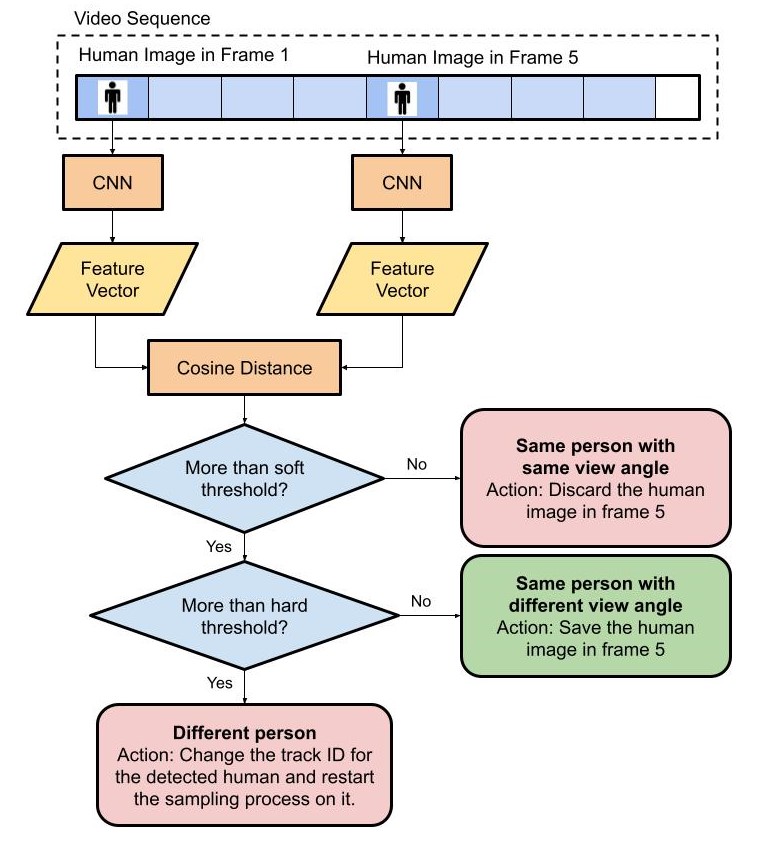 Video Sequence
Human Image in Frame 1
Human Image in Frame 5
CNN
CNN
Feature
Vector
Feature
Vector
Cosine Distance
More than soft
threshold?
No
Same person with
same view angle
Action: Discard the human
image in frame 5
Yes
More than hard
threshold?
No
Same person with
different view angle
Action: Save the human
image in frame 5
Yes
Different person
Action: Change the track ID for
the detected human and restart
the sampling process on it.